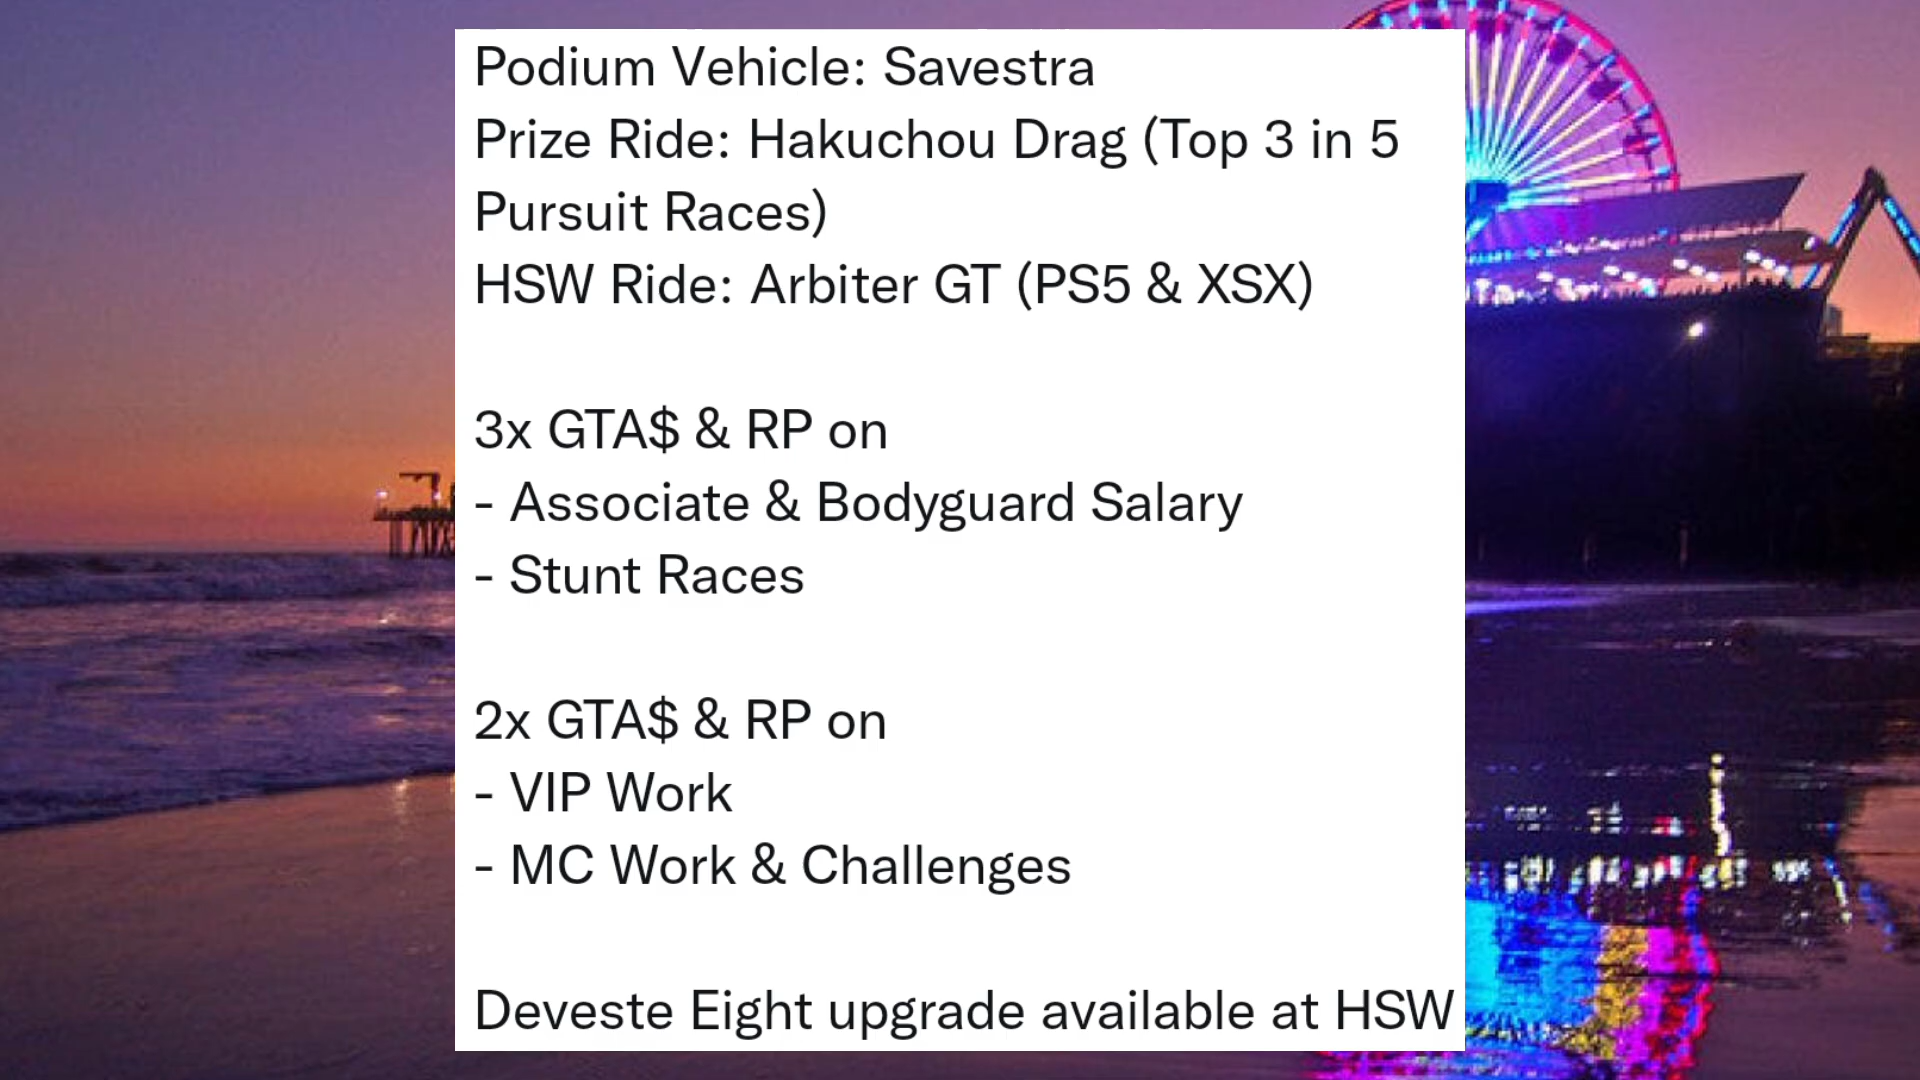 Podium Vehicle: Savestra
Prize Ride: Hakuchou Drag (Top 3 in 5
Pursuit Races)
HSW Ride: Arbiter GT (PS5 & XSX)
3x GTA$ & RP on
- Associate & Bodyguard Salary
- Stunt Races
2x GTA$ & RP on
- VIP Work
- MC Work & Challenges
Deveste Eight upgrade available at HSW